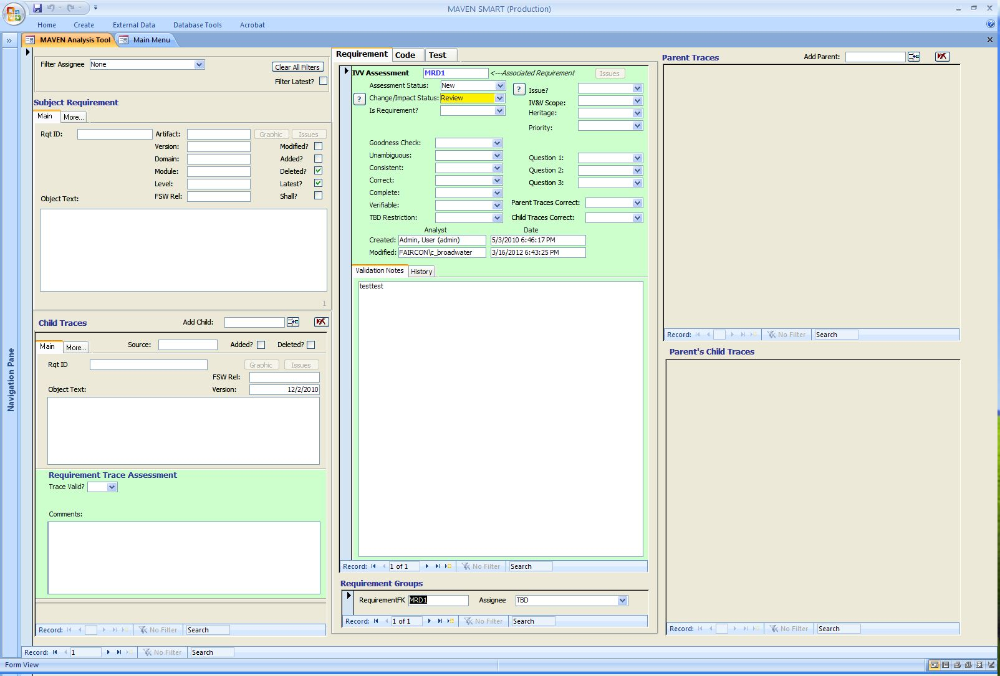 MAVEN SMART (Production)
Home Create External Data Database Tools Acrobat
MAVEN Analysis Tool Main Menu
Navigation Pane
Filter Assignee None
Clear All Filters
Filter Latest?
Subject Requirement
Main More...
Rqt ID: Artifact: Graphic Issues
Version: Modified?
Domain: Added?
Module: Deleted?
Level: Latest?
Object Text: FSW Rel: Shall?
1
Child Traces Add Child:
Main More... Source: Added? Deleted?
Rqt ID Graphic Issues
FSW Rel:
Object Text: Version: 12/2/2010
Requirement Trace Assessment
Trace Valid?
Comments:
Record: No Filter Search
Record: 1 No Filter Search
Requirement Code Test
IVV Assessment MRD1 <---Associated Requirement Issues
Assessment Status: New ? Issue?
? Change/Impact Status: Review IV&V Scope:
Is Requirement? Heritage:
Priority:
Goodness Check:
Unambiguous: Question 1:
Consistent: Question 2:
Correct: Question 3:
Complete:
Verifiable: Parent Traces Correct:
TBD Restriction: Child Traces Correct:
Analyst Date
Created: Admin, User (admin) 5/3/2010 6:46:17 PM
Modified: FAIRCON\c_broadwater 3/16/2012 6:43:25 PM
Validation Notes History
testtest
Record: 1 of 1 No Filter Search
Requirement Groups
RequirementFK MRD1 Assignee TBD
Record: 1 of 1 No Filter Search
Parent Traces Add Parent:
Record: No Filter Search
Parent's Child Traces
Record: No Filter Search
Form View